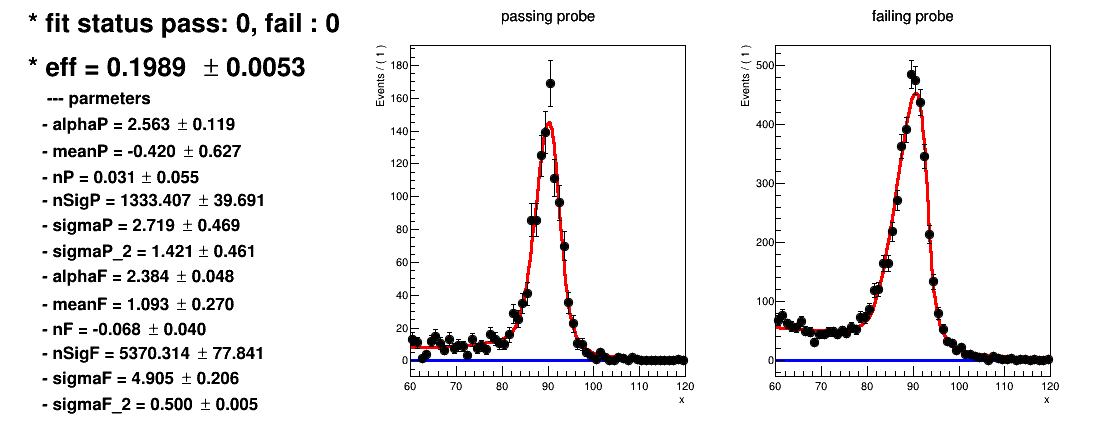 * fit status pass: 0, fail : 0
* eff = 0.1989 ± 0.0053
--- parmeters
- alphaP = 2.563 ± 0.119
- meanP = -0.420 ± 0.627
- nP = 0.031 ± 0.055
- nSigP = 1333.407 ± 39.691
- sigmaP = 2.719 ± 0.469
- sigmaP_2 = 1.421 ± 0.461
- alphaF = 2.384 ± 0.048
- meanF = 1.093 ± 0.270
- nF = -0.068 ± 0.040
- nSigF = 5370.314 ± 77.841
- sigmaF = 4.905 ± 0.206
- sigmaF_2 = 0.500 ± 0.005
passing probe
Events / ( 1 )
180
160
140
120
100
80
60
40
20
0
60 70 80 90 100 110 120
x
failing probe
Events / ( 1 )
500
400
300
200
100
0
60 70 80 90 100 110 120
x